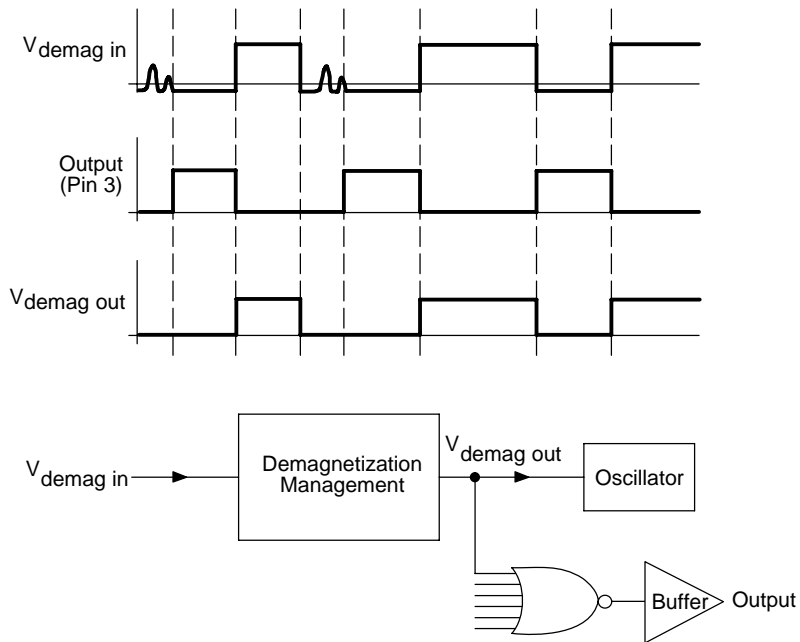 Vdemag in
Output
(Pin 3)
Vdemag out
Vdemag in
Demagnetization
Management
Vdemag out
Oscillator
Buffer
Output